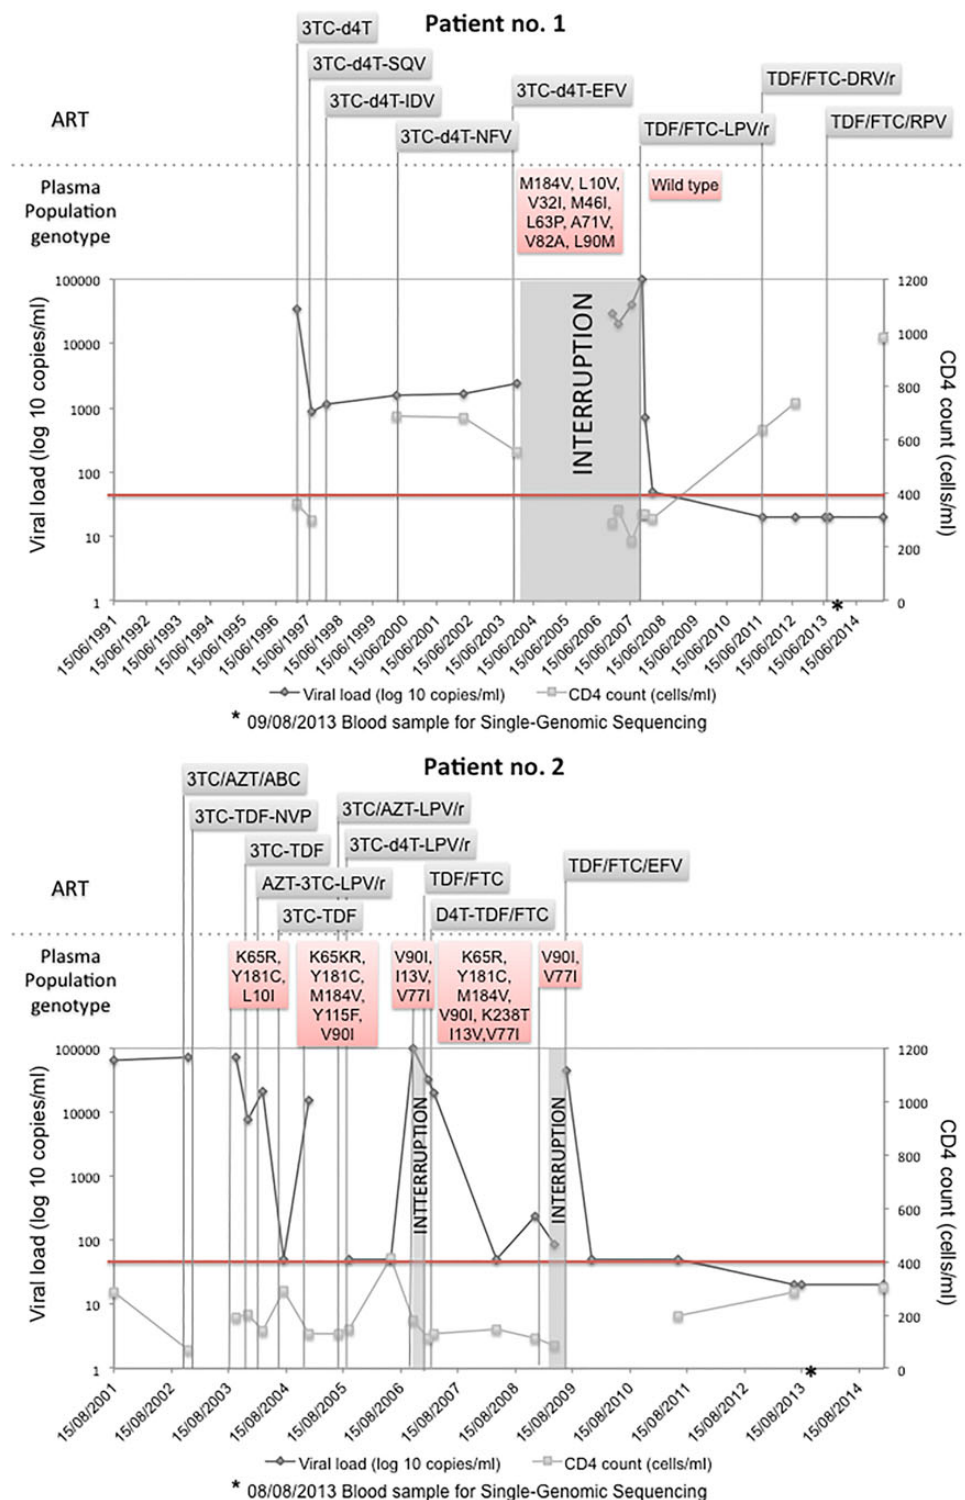 Patient no. 1
3TC-d4T
3TC-d4T-SQV
3TC-d4T-IDV
3TC-d4T-NFV
3TC-d4T-EFV
TDF/FTC-LPV/r
TDF/FTC-DRV/r
TDF/FTC/RPV
ART
Plasma
Population
genotype
M184V, L10V,
V32I, M46I,
L63P, A71V,
V82A, L90M
Wild type
Viral load (log 10 copies/ml)
100000
10000
1000
100
10
1
INTERRUPTION
1200
1000
800
600
400
200
0
CD4 count (cells/ml)
15/06/1991
15/06/1992
15/06/1993
15/06/1994
15/06/1995
15/06/1996
15/06/1997
15/06/1998
15/06/1999
15/06/2000
15/06/2001
15/06/2002
15/06/2003
15/06/2004
15/06/2005
15/06/2006
15/06/2007
15/06/2008
15/06/2009
15/06/2010
15/06/2011
15/06/2012
15/06/2013
15/06/2014
*
Viral load (log 10 copies/ml) CD4 count (cells/ml)
* 09/08/2013 Blood sample for Single-Genomic Sequencing
Patient no. 2
3TC/AZT/ABC
3TC-TDF-NVP
3TC-TDF
AZT-3TC-LPV/r
3TC-TDF
3TC/AZT-LPV/r
3TC-d4T-LPV/r
TDF/FTC
D4T-TDF/FTC
TDF/FTC/EFV
ART
Plasma
Population
genotype
K65R,
Y181C,
L10I
K65KR,
Y181C,
M184V,
Y115F,
V90I
V90I,
I13V,
V77I
K65R,
Y181C,
M184V,
V90I, K238T
I13V,V77I
V90I,
V77I
Viral load (log 10 copies/ml)
100000
10000
1000
100
10
1
INTTERRUPTION
INTERRUPTION
1200
1000
800
600
400
200
0
CD4 count (cells/ml)
15/08/2001
15/08/2002
15/08/2003
15/08/2004
15/08/2005
15/08/2006
15/08/2007
15/08/2008
15/08/2009
15/08/2010
15/08/2011
15/08/2012
15/08/2013
15/08/2014
*
Viral load (log 10 copies/ml) CD4 count (cells/ml)
* 08/08/2013 Blood sample for Single-Genomic Sequencing